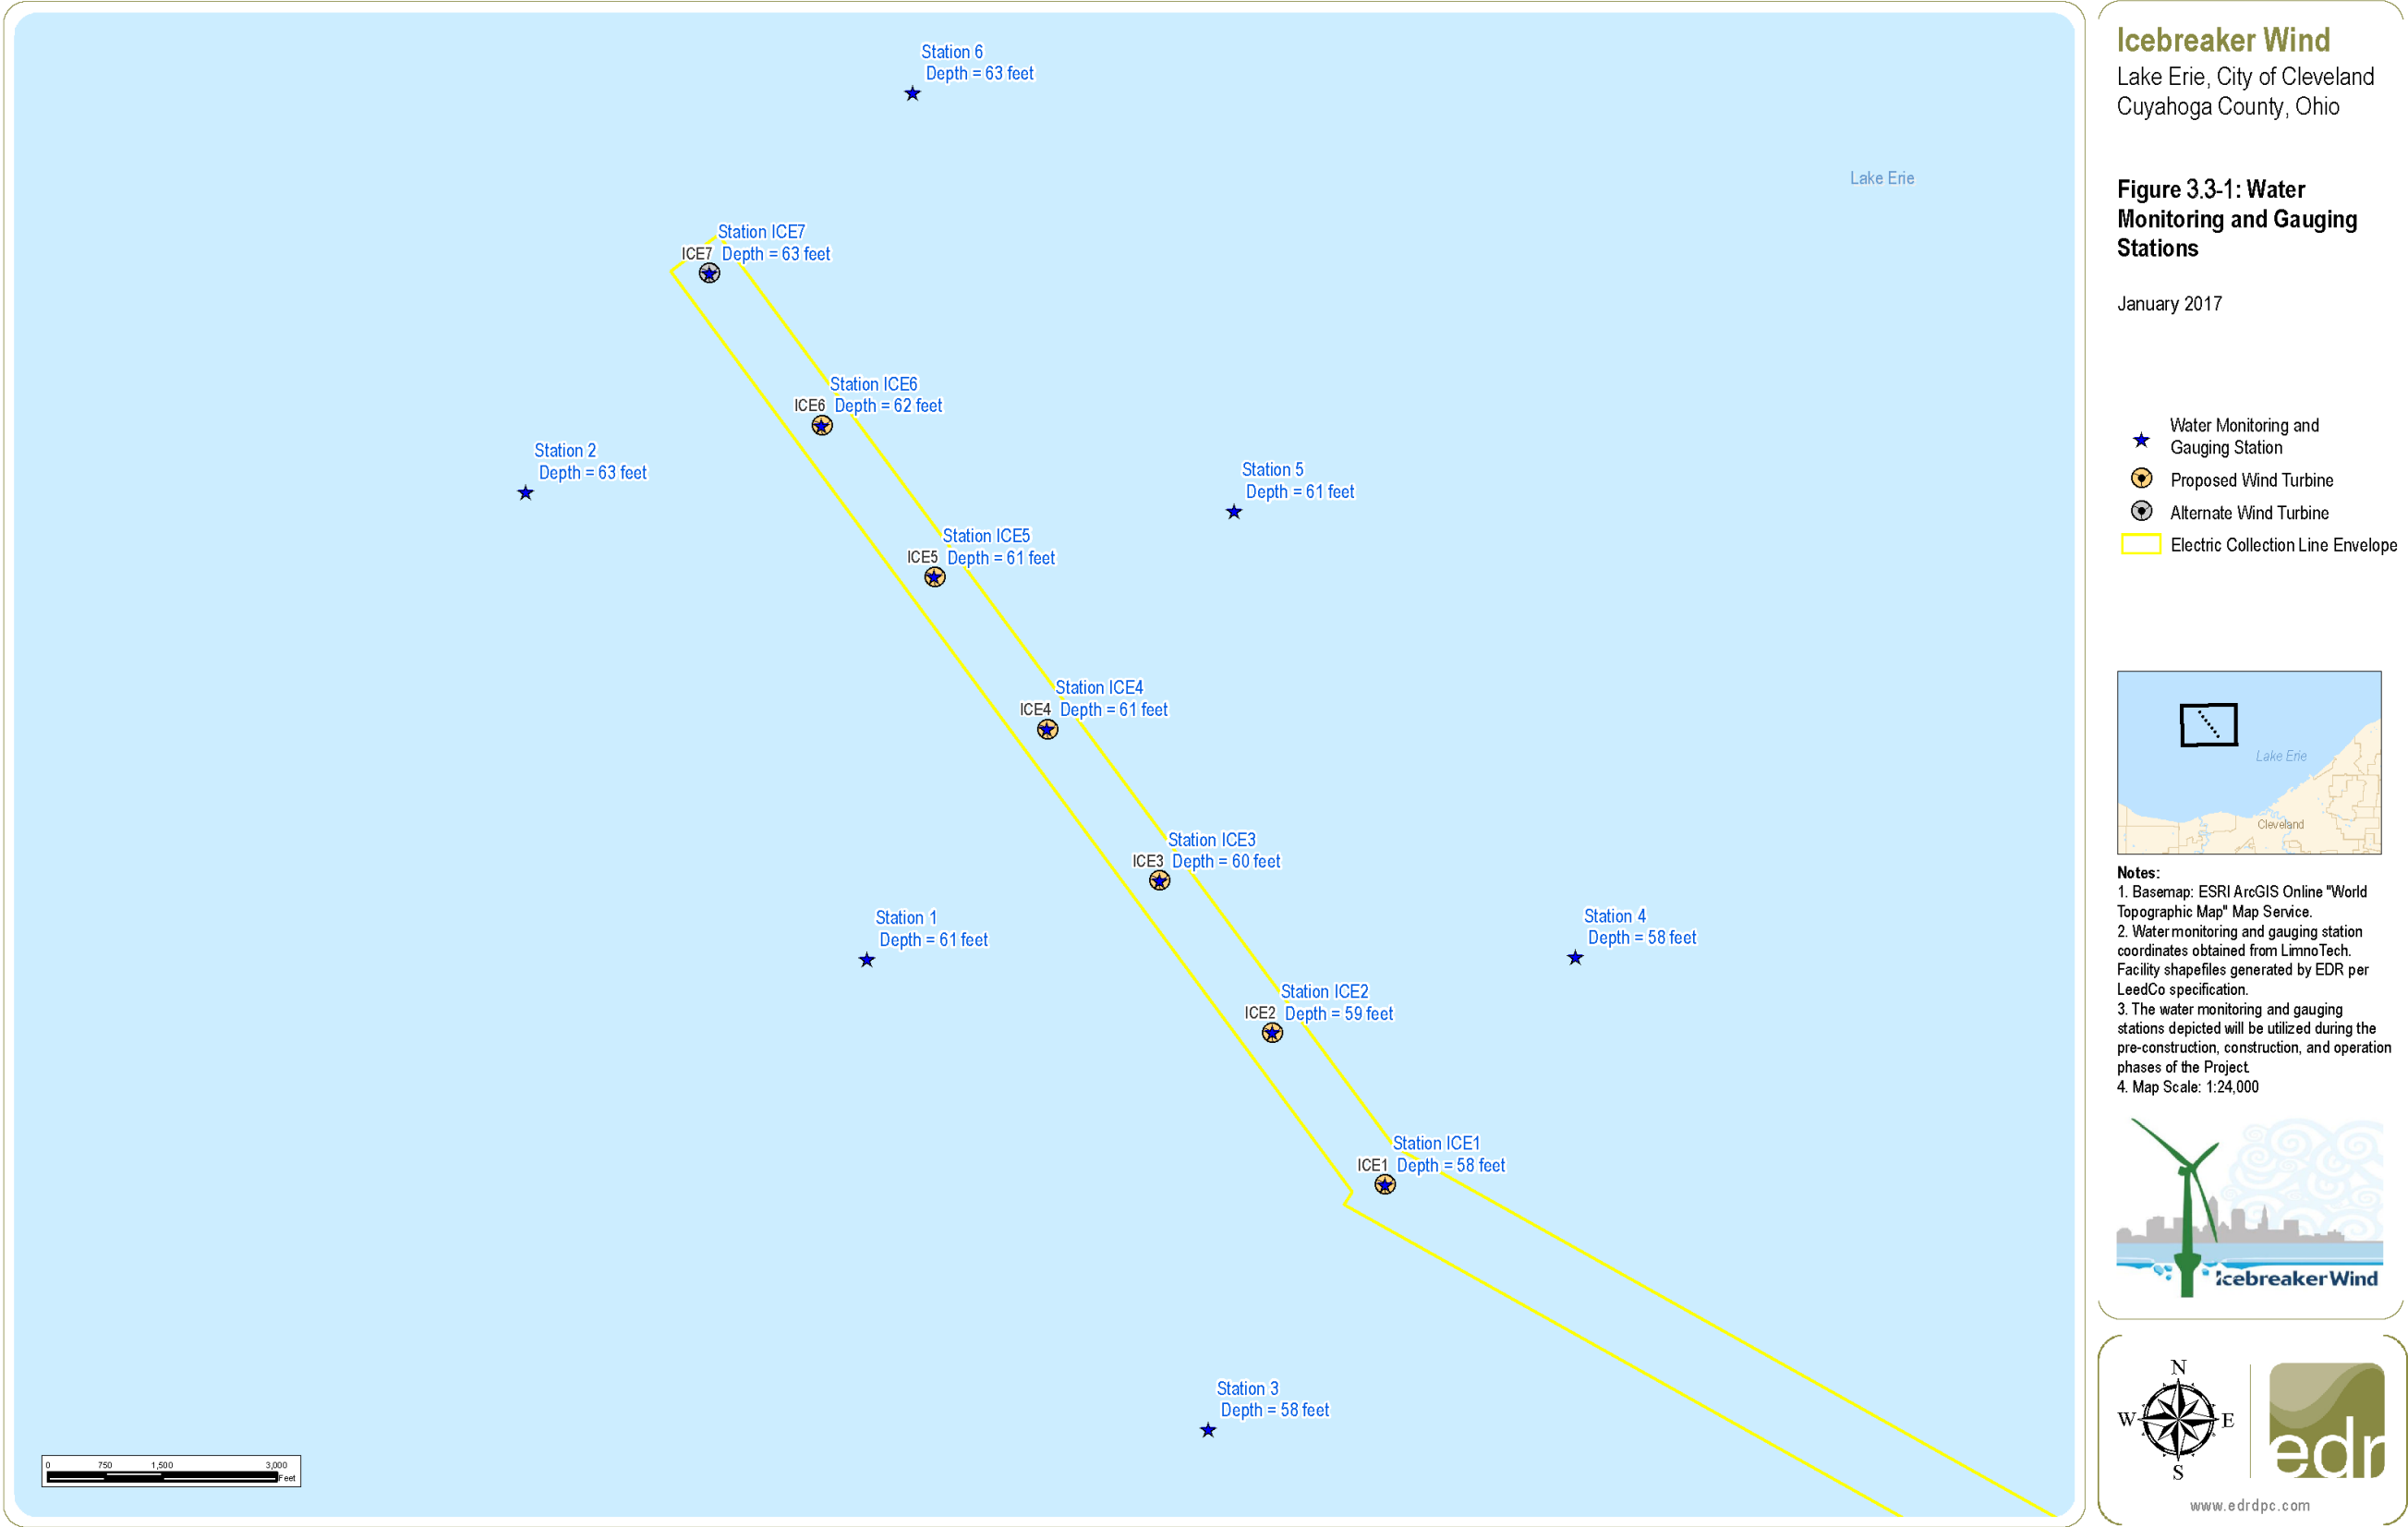 Station 6
Depth = 63 feet
Lake Erie
Station ICE7
ICE7 Depth = 63 feet
Station ICE6
ICE6 Depth = 62 feet
Station 2
Depth = 63 feet
Station 5
Depth = 61 feet
Station ICE5
ICE5 Depth = 61 feet
Station ICE4
ICE4 Depth = 61 feet
Station ICE3
ICE3 Depth = 60 feet
Station 1
Depth = 61 feet
Station 4
Depth = 58 feet
Station ICE2
ICE2 Depth = 59 feet
Station ICE1
ICE1 Depth = 58 feet
Station 3
Depth = 58 feet
0 750 1,500 3,000
Feet
Icebreaker Wind
Lake Erie, City of Cleveland
Cuyahoga County, Ohio
Figure 3.3-1: Water
Monitoring and Gauging
Stations
January 2017
Water Monitoring and
Gauging Station
Proposed Wind Turbine
Alternate Wind Turbine
Electric Collection Line Envelope
Lake Erie
Cleveland
Notes:
1. Basemap: ESRI ArcGIS Online "World
Topographic Map" Map Service.
2. Water monitoring and gauging station
coordinates obtained from LimnoTech.
Facility shapefiles generated by EDR per
LeedCo specification.
3. The water monitoring and gauging
stations depicted will be utilized during the
pre-construction, construction, and operation
phases of the Project.
4. Map Scale: 1:24,000
Icebreaker Wind
N
W E
S
edr
www.edrdpc.com